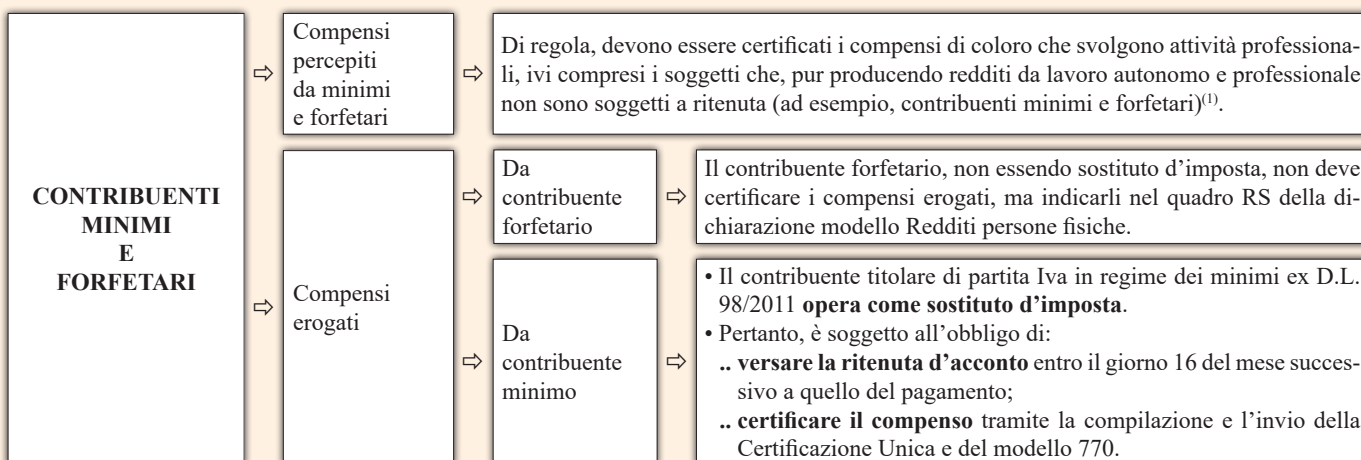 CONTRIBUENTI
MINIMI
E
FORFETARI
⇨
Compensi
percepiti
da minimi
e forfetari
⇨
Di regola, devono essere certificati i compensi di coloro che svolgono attività professiona-
li, ivi compresi i soggetti che, pur producendo redditi da lavoro autonomo e professionale
non sono soggetti a ritenuta (ad esempio, contribuenti minimi e forfetari)(1).
⇨
Compensi
erogati
⇨
Da
contribuente
forfetario
⇨
Il contribuente forfetario, non essendo sostituto d’imposta, non deve
certificare i compensi erogati, ma indicarli nel quadro RS della di-
chiarazione modello Redditi persone fisiche.
⇨
Da
contribuente
minimo
⇨
• Il contribuente titolare di partita Iva in regime dei minimi ex D.L.
98/2011 opera come sostituto d’imposta.
• Pertanto, è soggetto all’obbligo di:
.. versare la ritenuta d’acconto entro il giorno 16 del mese succes-
sivo a quello del pagamento;
.. certificare il compenso tramite la compilazione e l’invio della
Certificazione Unica e del modello 770.